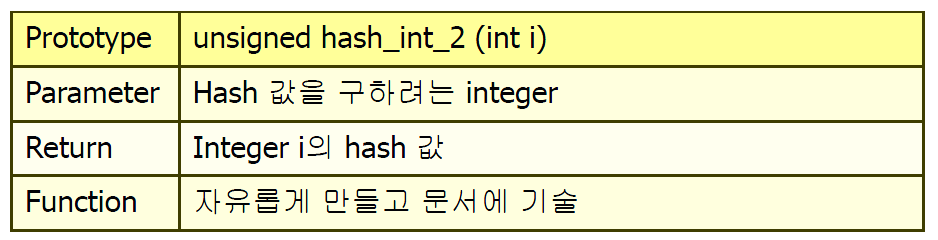 Prototype unsigned hash_int_2 (int i)
Parameter Hash 값을 구하려는 integer
Return Integer i의 hash 값
Function 자유롭게 만들고 문서에 기술